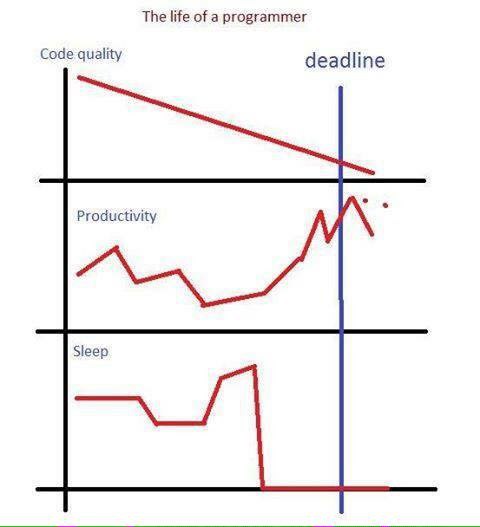 The life of a programmer
Code quality
deadline
Productivity
Sleep